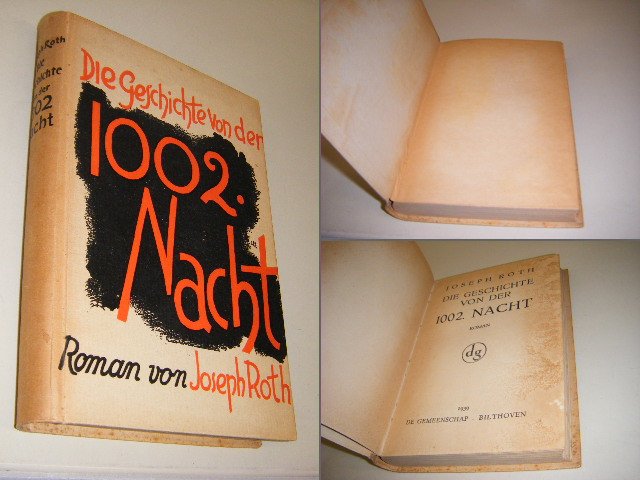 Roth
Die
Geschichte von der
1002.
Nacht
Roman von Joseph Roth
JOSEPH ROTH
DIE GESCHICHTE
VON DER
1002. NACHT
ROMAN
dg
1939
DE GEMEENSCHAP - BILTHOVEN